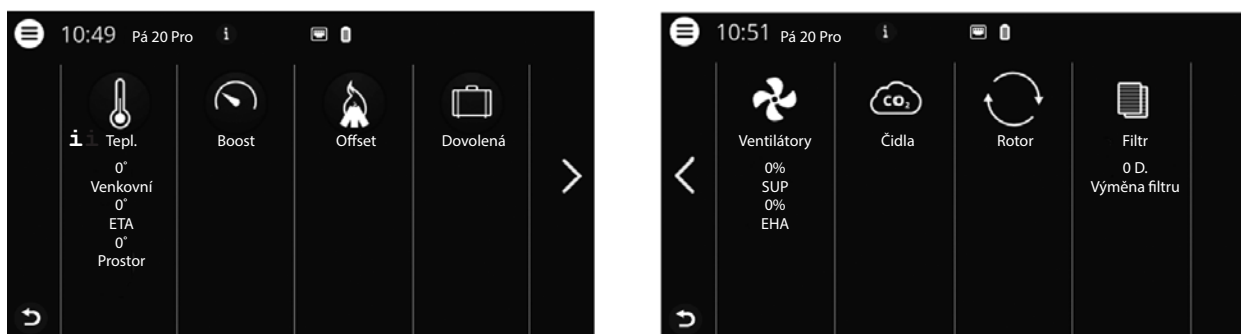 10:49 Pá 20 Pro i
i i Tepl. Boost Offset Dovolená
0°
Venkovní
0°
ETA
0°
Prostor
10:51 Pá 20 Pro i
CO₂
Ventilátory Čidla Rotor Filtr
0% 0 D.
SUP Výměna filtru
0%
EHA